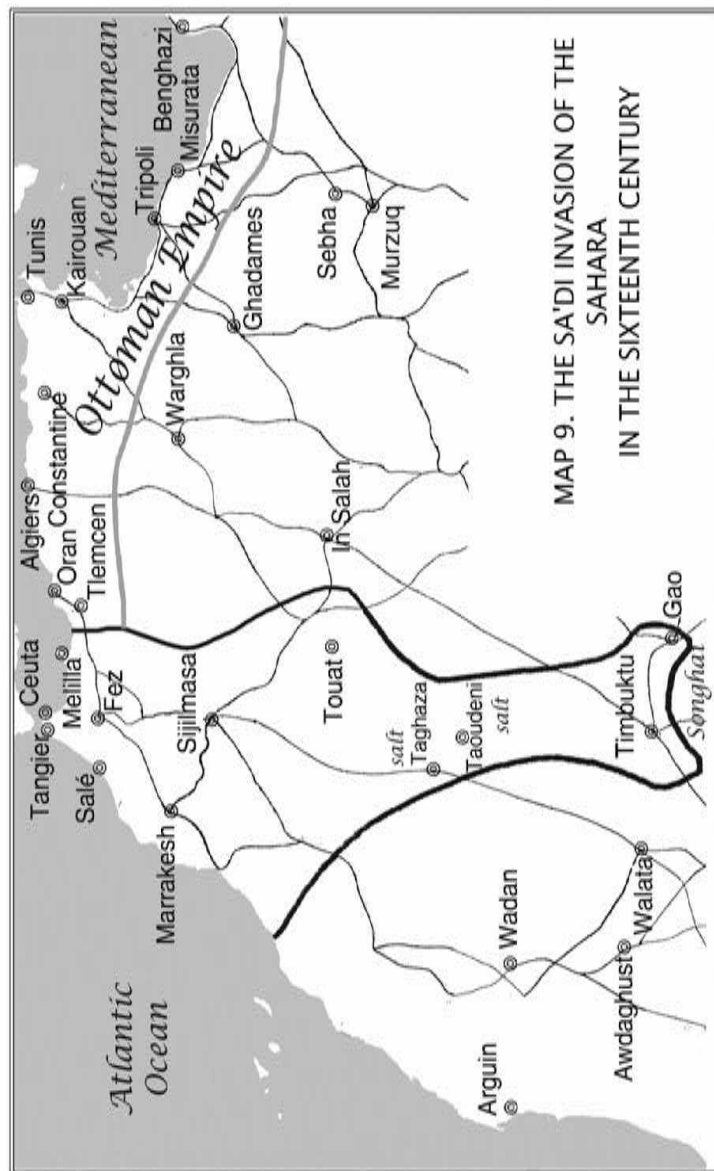 Atlantic
Ocean
Mediterranean
Ottoman Empire
Tangier
Ceuta
Melilla
Oran
Tlemcen
Algiers
Constantine
Tunis
Kairouan
Tripoli
Misurata
Benghazi
Salé
Fez
Marrakesh
Sijilmasa
Warghla
Ghadames
Sebha
Murzuq
In Salah
Touat
salt
Taghaza
Taoudeni
salt
Arguin
Wadan
Awdaghust
Walata
Timbuktu
Gao
Songhai
MAP 9. THE SA'DI INVASION OF THE
SAHARA
IN THE SIXTEENTH CENTURY